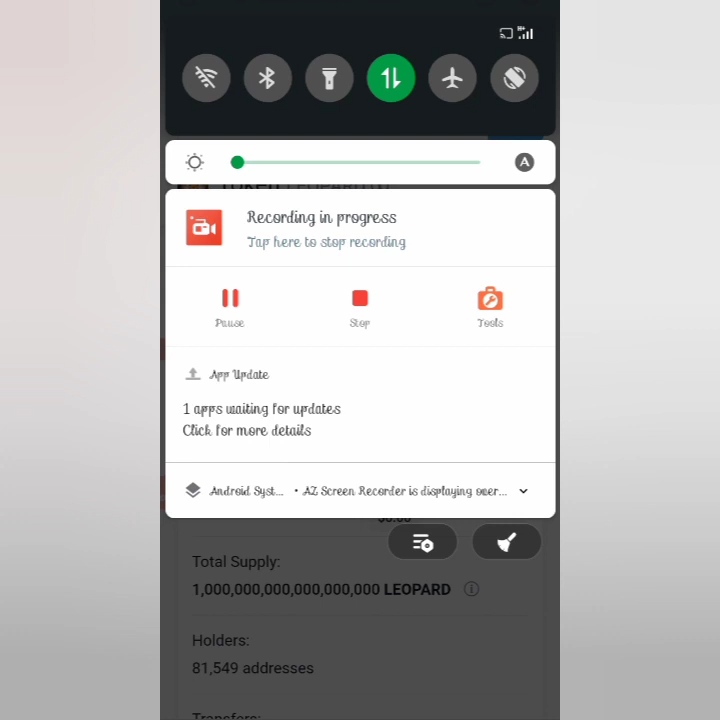 A
Recording in progress
Tap here to stop recording
Pause
Stop
Tools
App Update
1 apps waiting for updates
Click for more details
Android Syst... • AZ Screen Recorder is displaying over...
Total Supply:
1,000,000,000,000,000,000 LEOPARD
Holders:
81,549 addresses
Transfers: